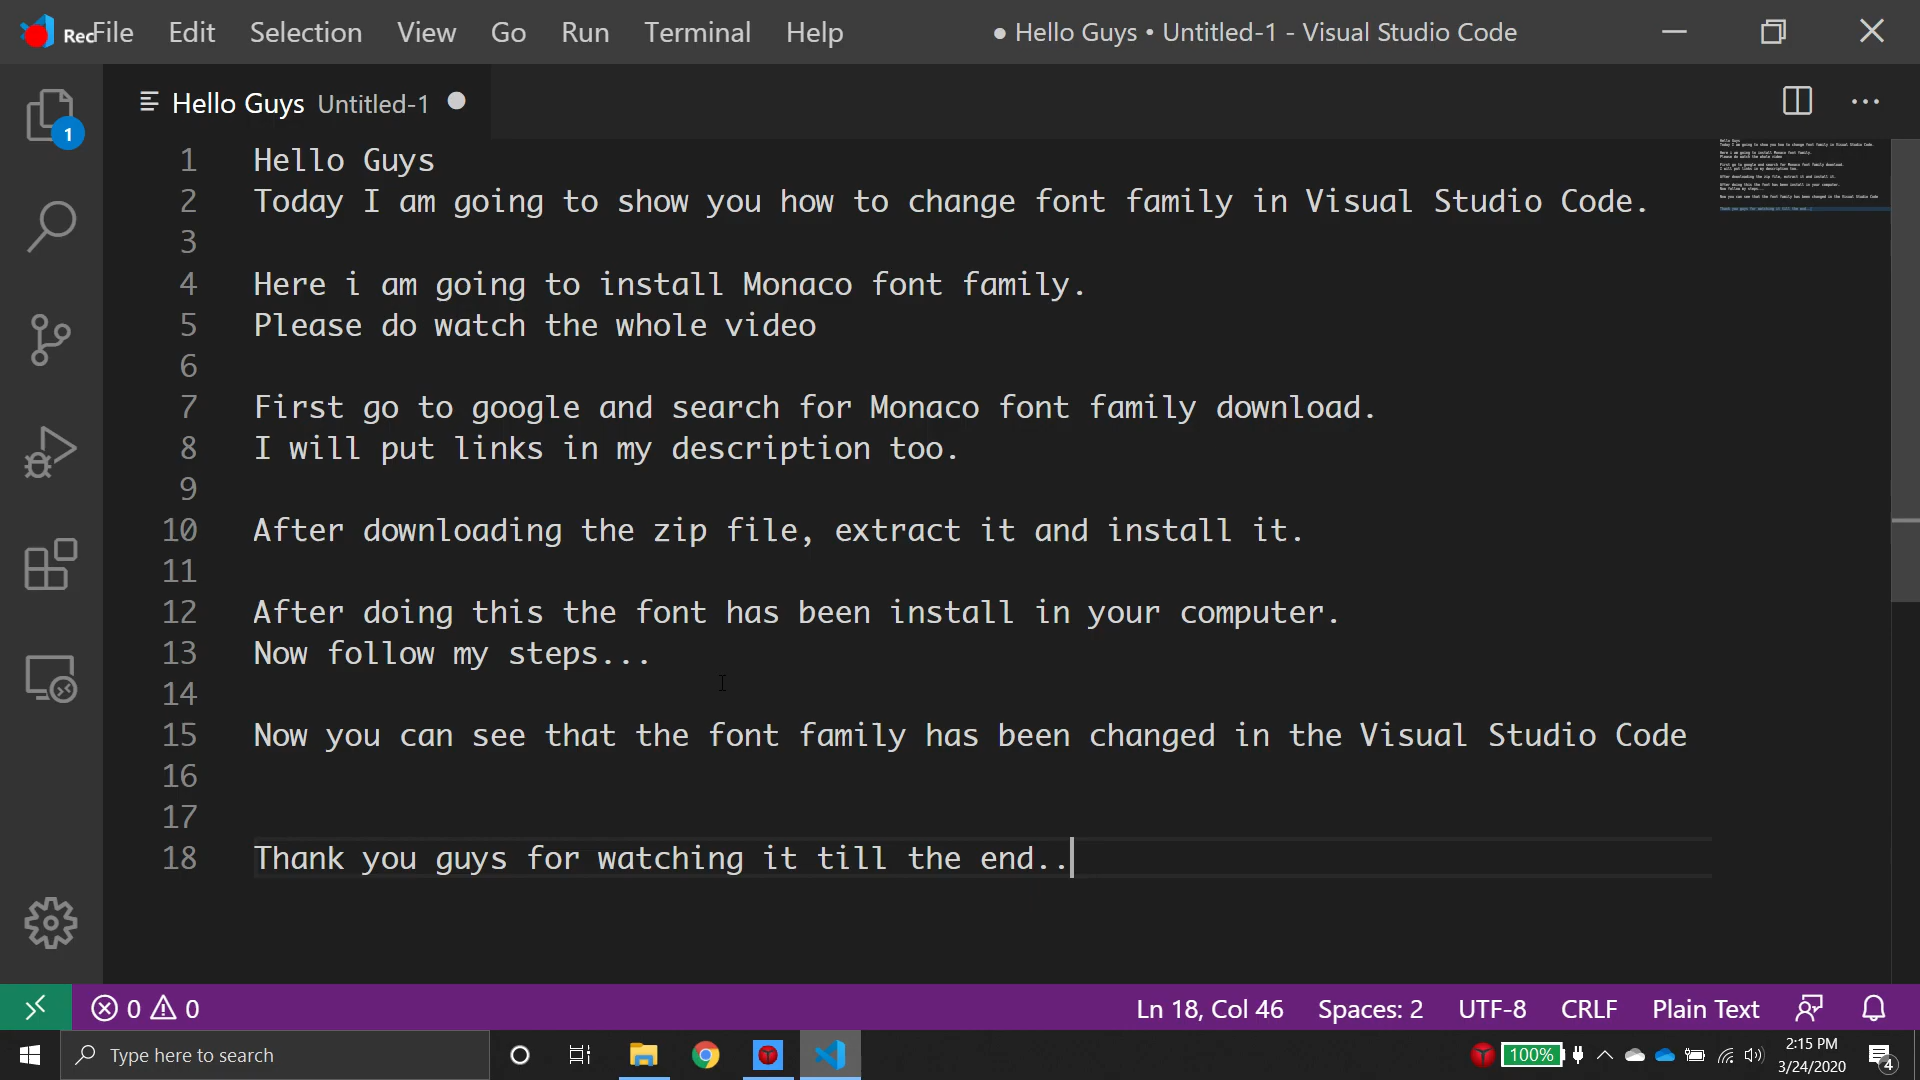 Rec File Edit Selection View Go Run Terminal Help ● Hello Guys • Untitled-1 - Visual Studio Code
Hello Guys Untitled-1
1
1 Hello Guys
2 Today I am going to show you how to change font family in Visual Studio Code.
3
4 Here i am going to install Monaco font family.
5 Please do watch the whole video
6
7 First go to google and search for Monaco font family download.
8 I will put links in my description too.
9
10 After downloading the zip file, extract it and install it.
11
12 After doing this the font has been install in your computer.
13 Now follow my steps...
14
15 Now you can see that the font family has been changed in the Visual Studio Code
16
17
18 Thank you guys for watching it till the end..
0 0 Ln 18, Col 46 Spaces: 2 UTF-8 CRLF Plain Text
Type here to search 100% 2:15 PM
3/24/2020 4